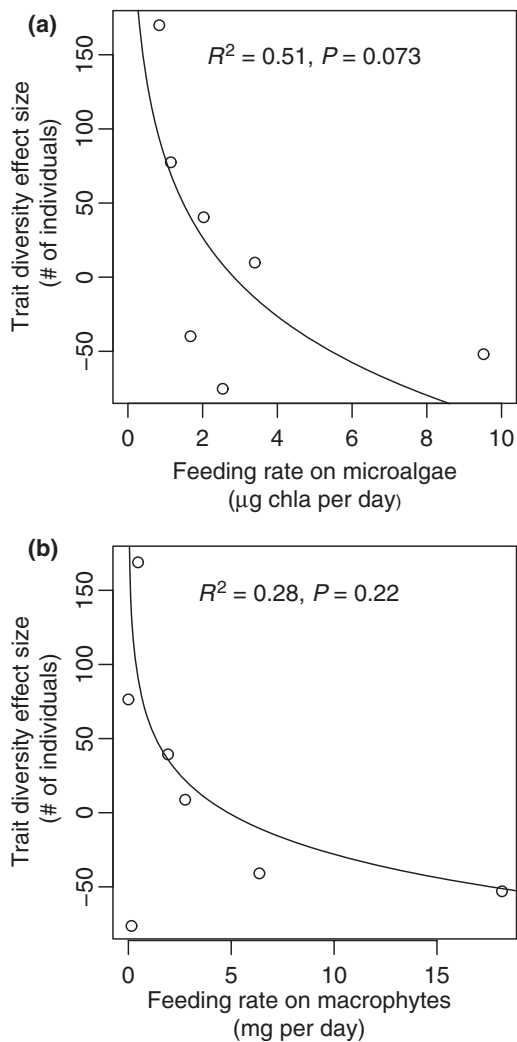 (a)
R² = 0.51, P = 0.073
Trait diversity effect size
(# of individuals)
150
100
50
0
−50
0 2 4 6 8 10
Feeding rate on microalgae
(μg chla per day)
(b)
R² = 0.28, P = 0.22
Trait diversity effect size
(# of individuals)
150
100
50
0
−50
0 5 10 15
Feeding rate on macrophytes
(mg per day)